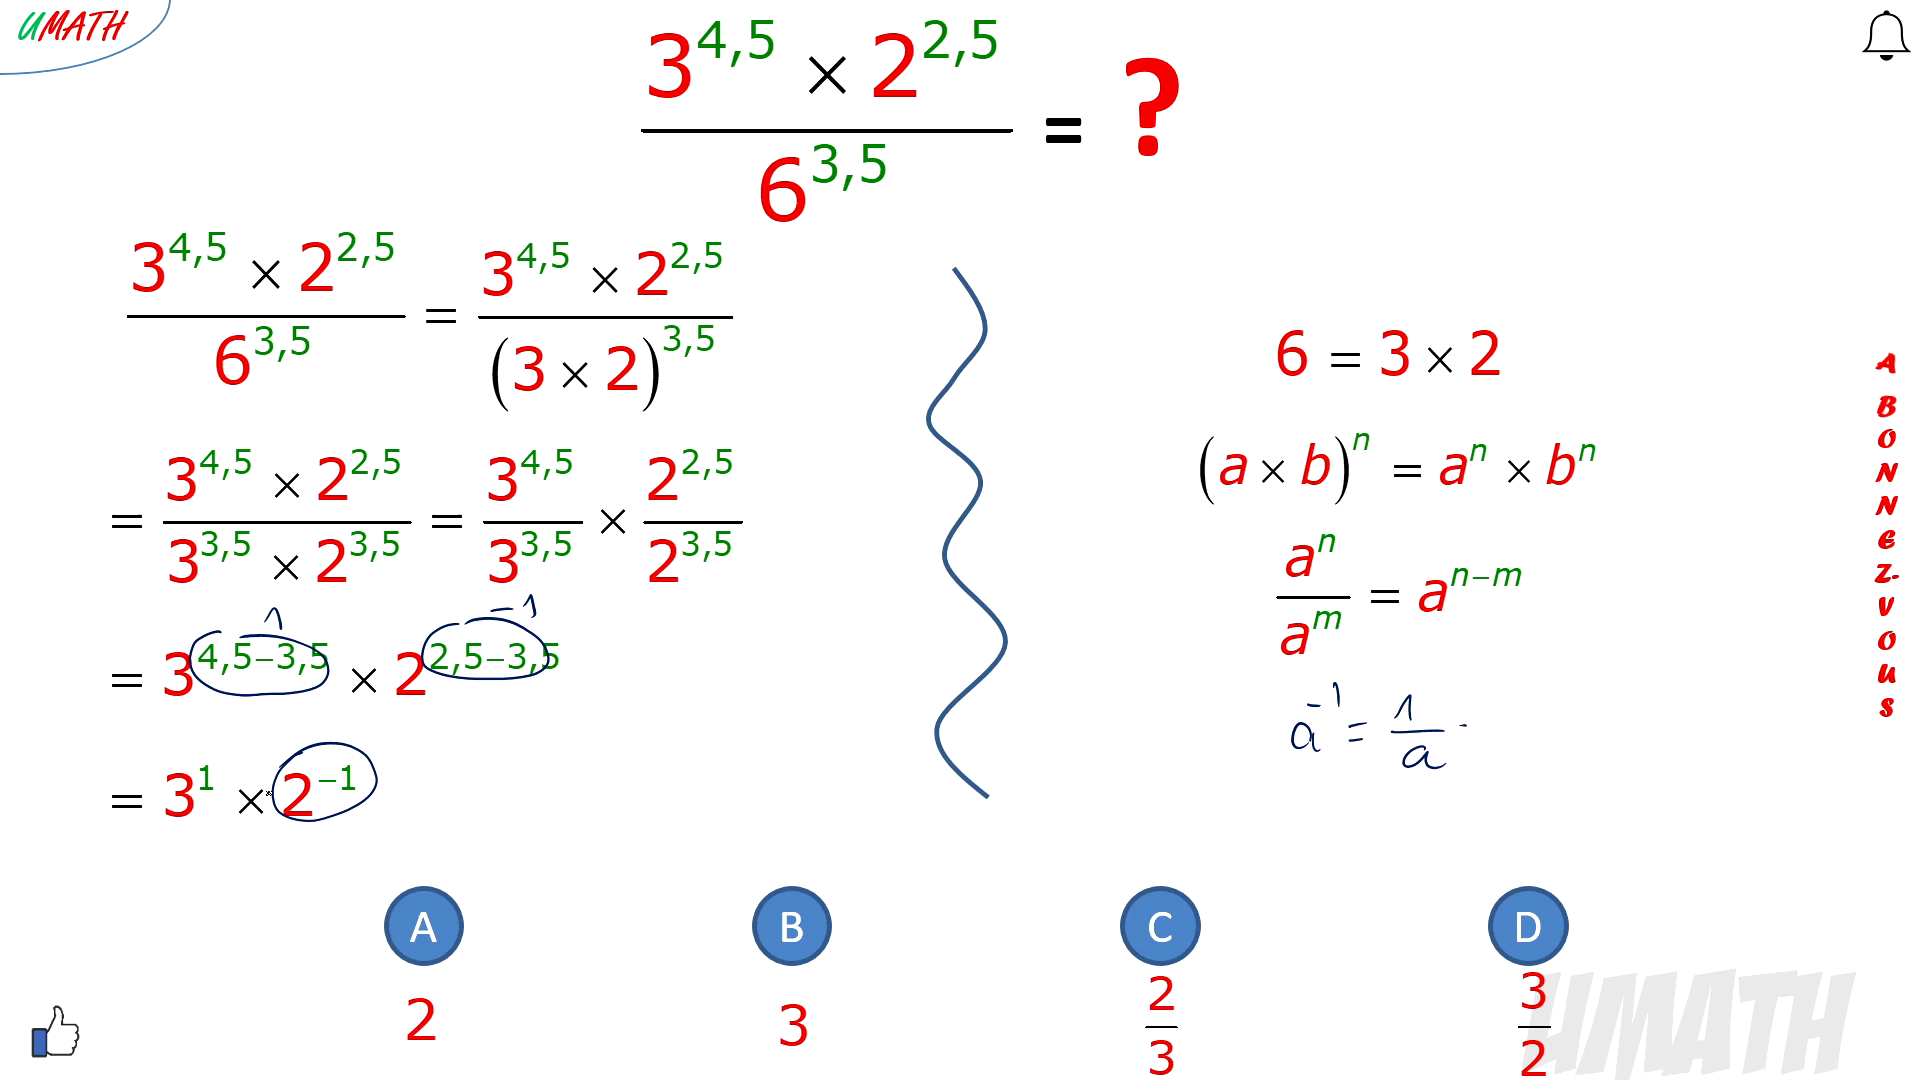 UMATH
3^4,5 × 2^2,5 / 6^3,5 = ?
3^4,5 × 2^2,5 / 6^3,5 = 3^4,5 × 2^2,5 / (3 × 2)^3,5
= 3^4,5 × 2^2,5 / 3^3,5 × 2^3,5 = 3^4,5 / 3^3,5 × 2^2,5 / 2^3,5
1 −1
= 3^4,5−3,5 × 2^2,5−3,5
= 3^1 × 2^−1
6 = 3 × 2
(a × b)^n = a^n × b^n
a^n / a^m = a^n−m
a^−1 = 1 / a
ABONNEZ-VOUS
A B C D
2 3 2/3 3/2
UMATH